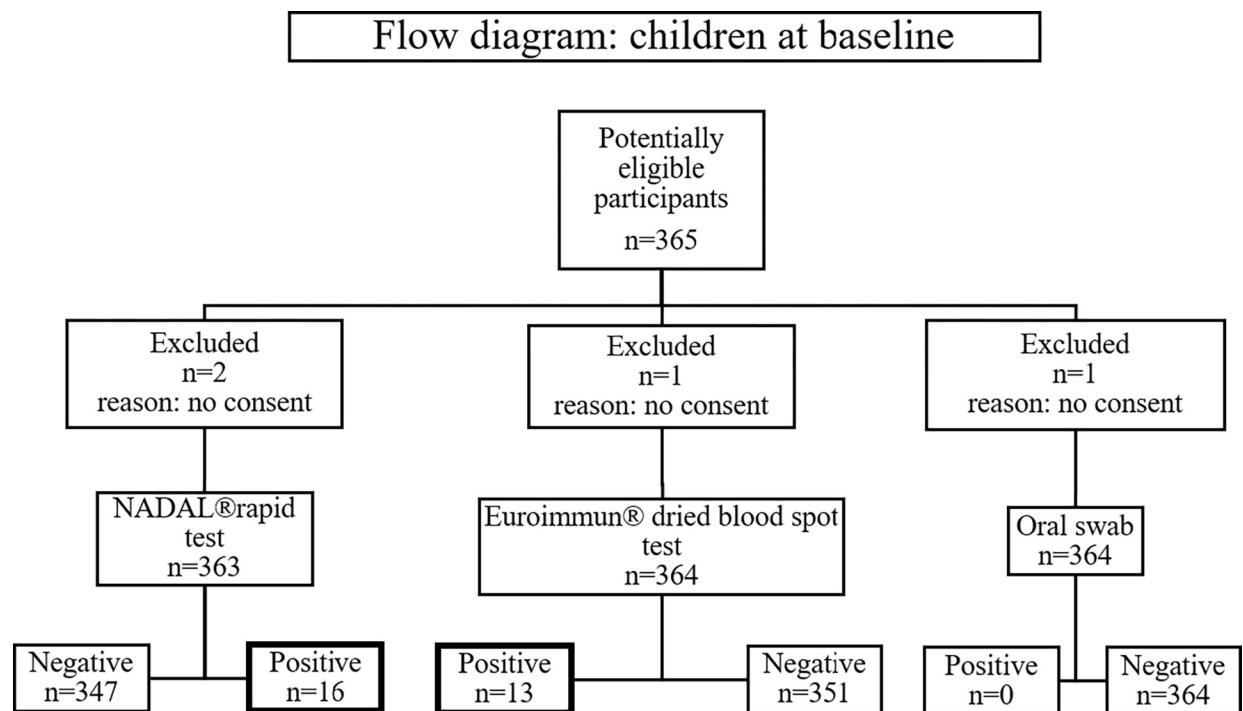 Flow diagram: children at baseline
Potentially
eligible
participants
n=365
Excluded
n=2
reason: no consent
Excluded
n=1
reason: no consent
Excluded
n=1
reason: no consent
NADAL®rapid
test
n=363
Euroimmun® dried blood spot
test
n=364
Oral swab
n=364
Negative
n=347
Positive
n=16
Positive
n=13
Negative
n=351
Positive
n=0
Negative
n=364